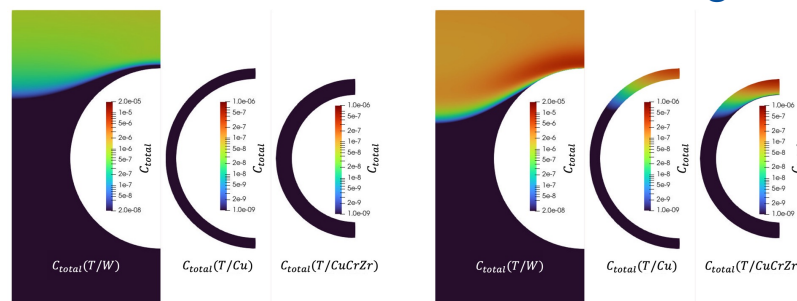 2.0e-05
1e-5
5e-6
2e-6
1e-6
5e-7
2e-7
1e-7
5e-8
2.0e-08
C_total
C_total(T/W)
1.0e-06
5e-7
2e-7
1e-7
5e-8
2e-8
1e-8
5e-9
2e-9
1.0e-09
C_total
C_total(T/Cu)
1.0e-06
5e-7
2e-7
1e-7
5e-8
2e-8
1e-8
5e-9
2e-9
1.0e-09
C_total
C_total(T/CuCrZr)
2.0e-05
1e-5
5e-6
2e-6
1e-6
5e-7
2e-7
1e-7
5e-8
2.0e-08
C_total
C_total(T/W)
1.0e-06
5e-7
2e-7
1e-7
5e-8
2e-8
1e-8
5e-9
2e-9
1.0e-09
C_total
C_total(T/Cu)
1.0e-06
5e-7
2e-7
1e-7
5e-8
2e-8
1e-8
5e-9
2e-9
1.0e-09
C_total(T/CuCrZr)